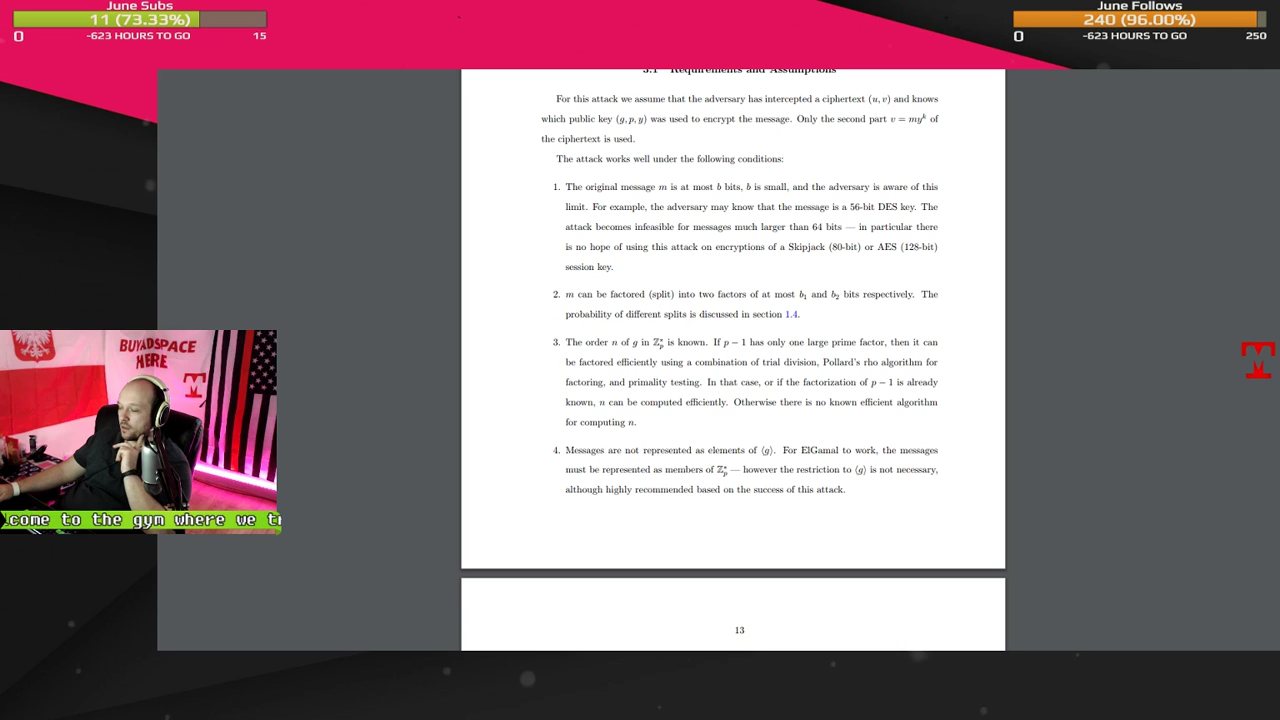 June Subs
11 (73.33%)
0
-623 HOURS TO GO
15
June Follows
240 (96.00%)
0
-623 HOURS TO GO
250
3.1 Requirements and Assumptions
For this attack we assume that the adversary has intercepted a ciphertext (u, v) and knows
which public key (g, p, y) was used to encrypt the message. Only the second part v = my^k of
the ciphertext is used.
The attack works well under the following conditions:
1. The original message m is at most b bits, b is small, and the adversary is aware of this
limit. For example, the adversary may know that the message is a 56-bit DES key. The
attack becomes infeasible for messages much larger than 64 bits — in particular there
is no hope of using this attack on encryptions of a Skipjack (80-bit) or AES (128-bit)
session key.
2. m can be factored (split) into two factors of at most b₁ and b₂ bits respectively. The
probability of different splits is discussed in section 1.4.
3. The order n of g in ℤ*ₚ is known. If p − 1 has only one large prime factor, then it can
be factored efficiently using a combination of trial division, Pollard's rho algorithm for
factoring, and primality testing. In that case, or if the factorization of p − 1 is already
known, n can be computed efficiently. Otherwise there is no known efficient algorithm
for computing n.
4. Messages are not represented as elements of ⟨g⟩. For ElGamal to work, the messages
must be represented as members of ℤ*ₚ — however the restriction to ⟨g⟩ is not necessary,
although highly recommended based on the success of this attack.
13
BUY ADSPACE
HERE
come to the gym where we t